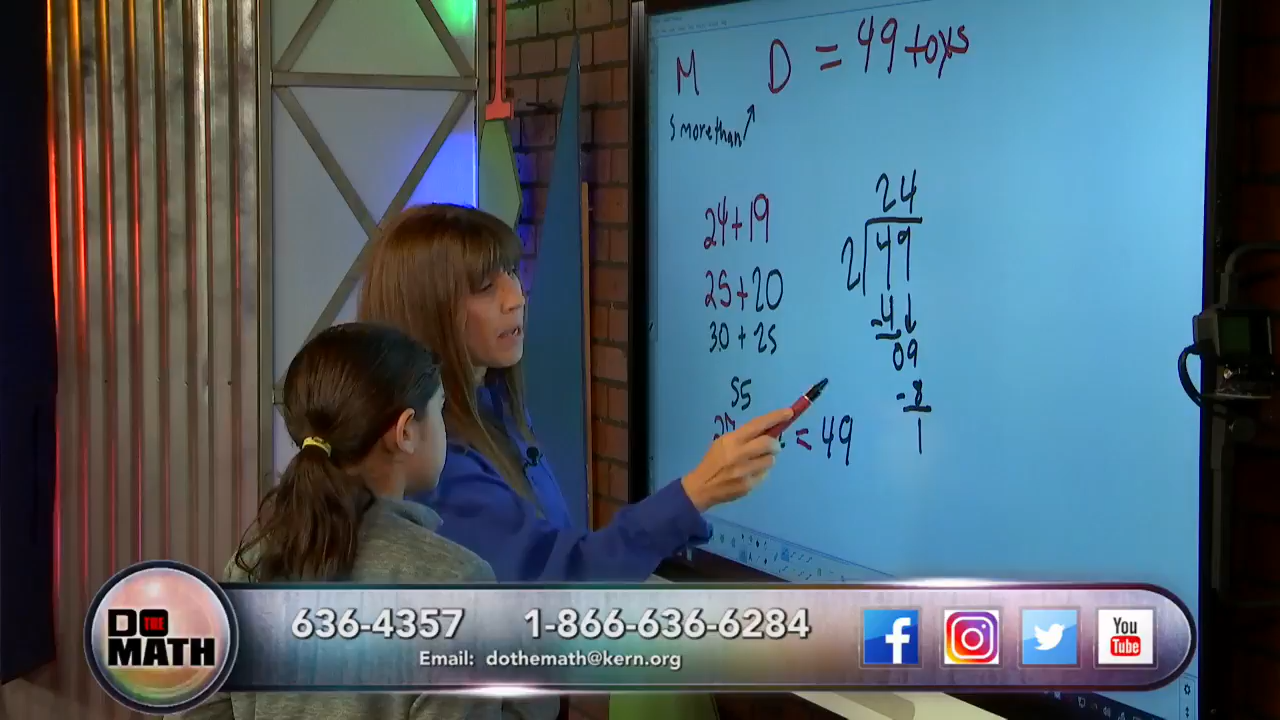 M D = 49 toys
5 more than
24+19
25+20
30 + 25
55
= 49
24
2 49
-4
09
-8
1
DO THE MATH
636-4357 1-866-636-6284
Email: dothemath@kern.org
You Tube